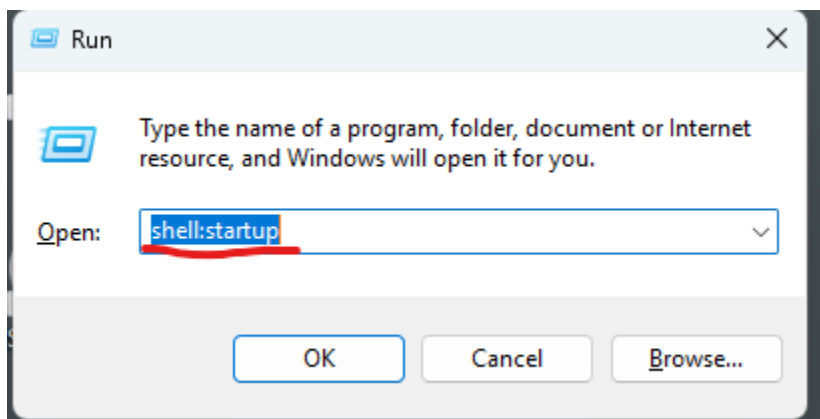 Run
Type the name of a program, folder, document or Internet
resource, and Windows will open it for you.
Open: shell:startup
OK Cancel Browse...